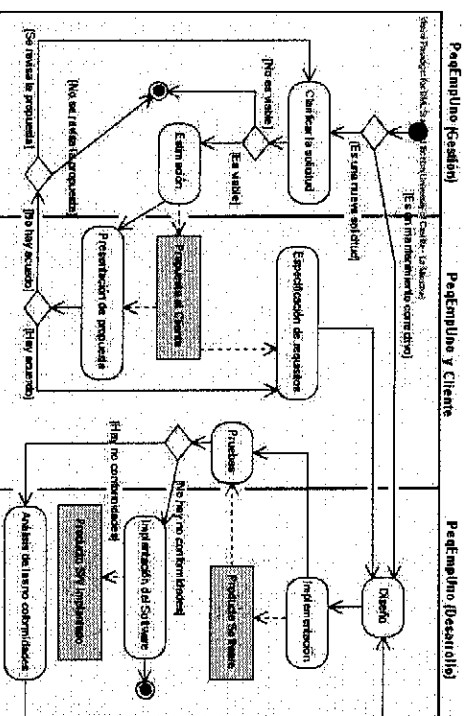 PeqEmpUno (Gestión)
PeqEmpUno y Cliente
PeqEmpUno (Desarrollo)
[Es un mantenimiento correctivo]
[Es una nueva solicitud]
Clarificar la solicitud
[No es viable]
[Es viable]
Estimación
[No se revisa la propuesta]
[Se revisa la propuesta]
Especificación de requisitos
Propuesta al Cliente
Presentación de propuesta
[No hay acuerdo]
[Hay acuerdo]
Diseño
Implementación
Producto Software
Pruebas
[No hay no conformidades]
[Hay no conformidades]
Implantación del Software
Producto SW Implantado
Análisis de las no conformidades